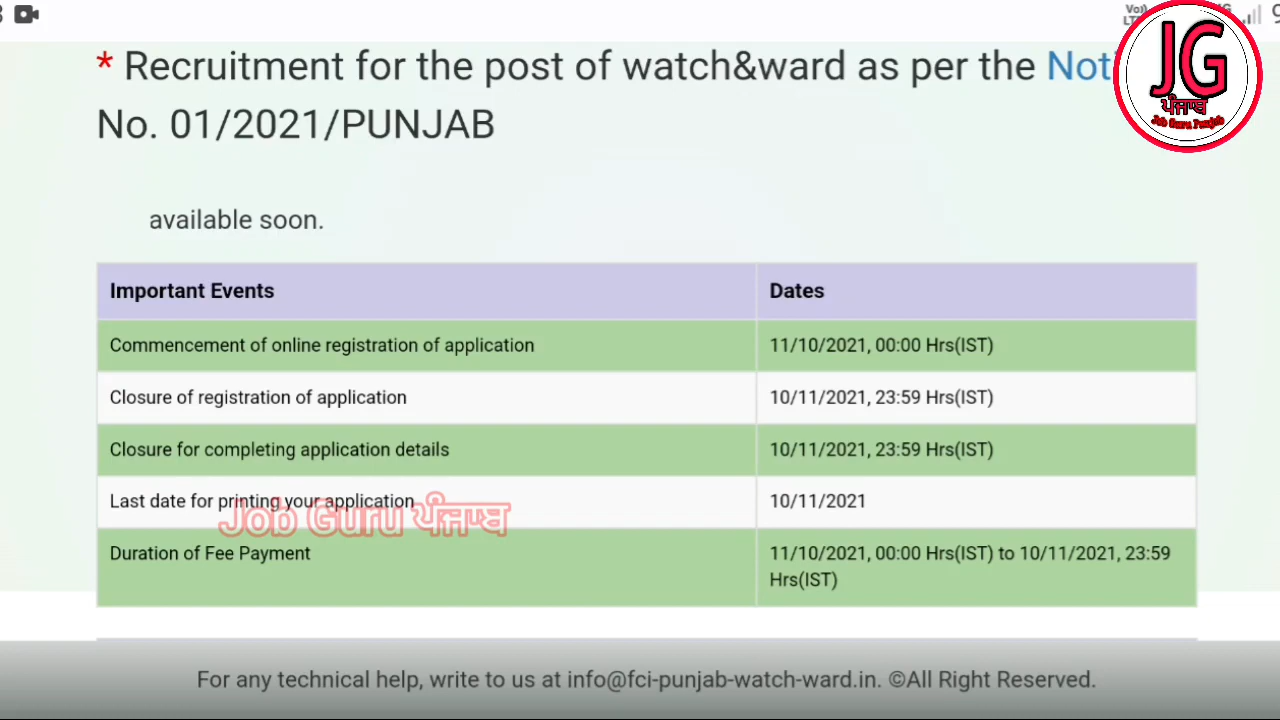 Vo))
* Recruitment for the post of watch&ward as per the Not
No. 01/2021/PUNJAB
JG
ਪੰਜਾਬ
Job Guru Punjab
available soon.
Important Events Dates
Commencement of online registration of application 11/10/2021, 00:00 Hrs(IST)
Closure of registration of application 10/11/2021, 23:59 Hrs(IST)
Closure for completing application details 10/11/2021, 23:59 Hrs(IST)
Last date for printing your application 10/11/2021
Job Guru ਪੰਜਾਬ
Duration of Fee Payment 11/10/2021, 00:00 Hrs(IST) to 10/11/2021, 23:59
Hrs(IST)
For any technical help, write to us at info@fci-punjab-watch-ward.in. ©All Right Reserved.